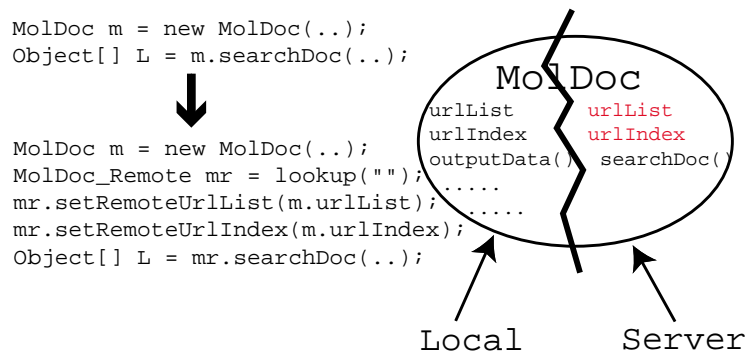 MolDoc m = new MolDoc(..);
Object[] L = m.searchDoc(..);
MolDoc m = new MolDoc(..);
MolDoc_Remote mr = lookup("");
mr.setRemoteUrlList(m.urlList);
mr.setRemoteUrlIndex(m.urlIndex);
Object[] L = mr.searchDoc(..);
MolDoc
urlList urlList
urlIndex urlIndex
outputData() searchDoc()
.....
.....
Local Server